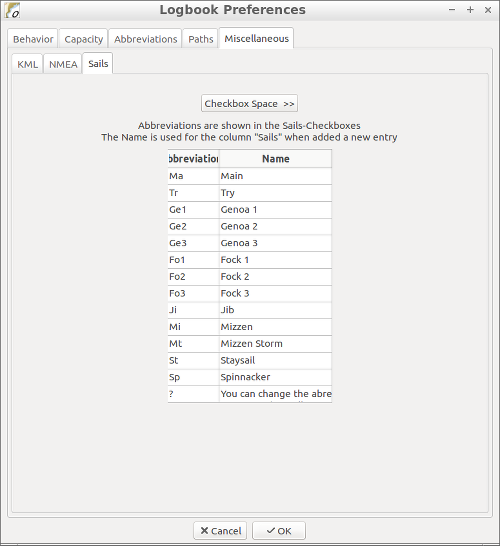 Logbook Preferences
Behavior Capacity Abbreviations Paths Miscellaneous
KML NMEA Sails
Checkbox Space >>
Abbreviations are shown in the Sails-Checkboxes
The Name is used for the column "Sails" when added a new entry
bbreviation Name
Ma Main
Tr Try
Ge1 Genoa 1
Ge2 Genoa 2
Ge3 Genoa 3
Fo1 Fock 1
Fo2 Fock 2
Fo3 Fock 3
Ji Jib
Mi Mizzen
Mt Mizzen Storm
St Staysail
Sp Spinnacker
? You can change the abre
Cancel OK